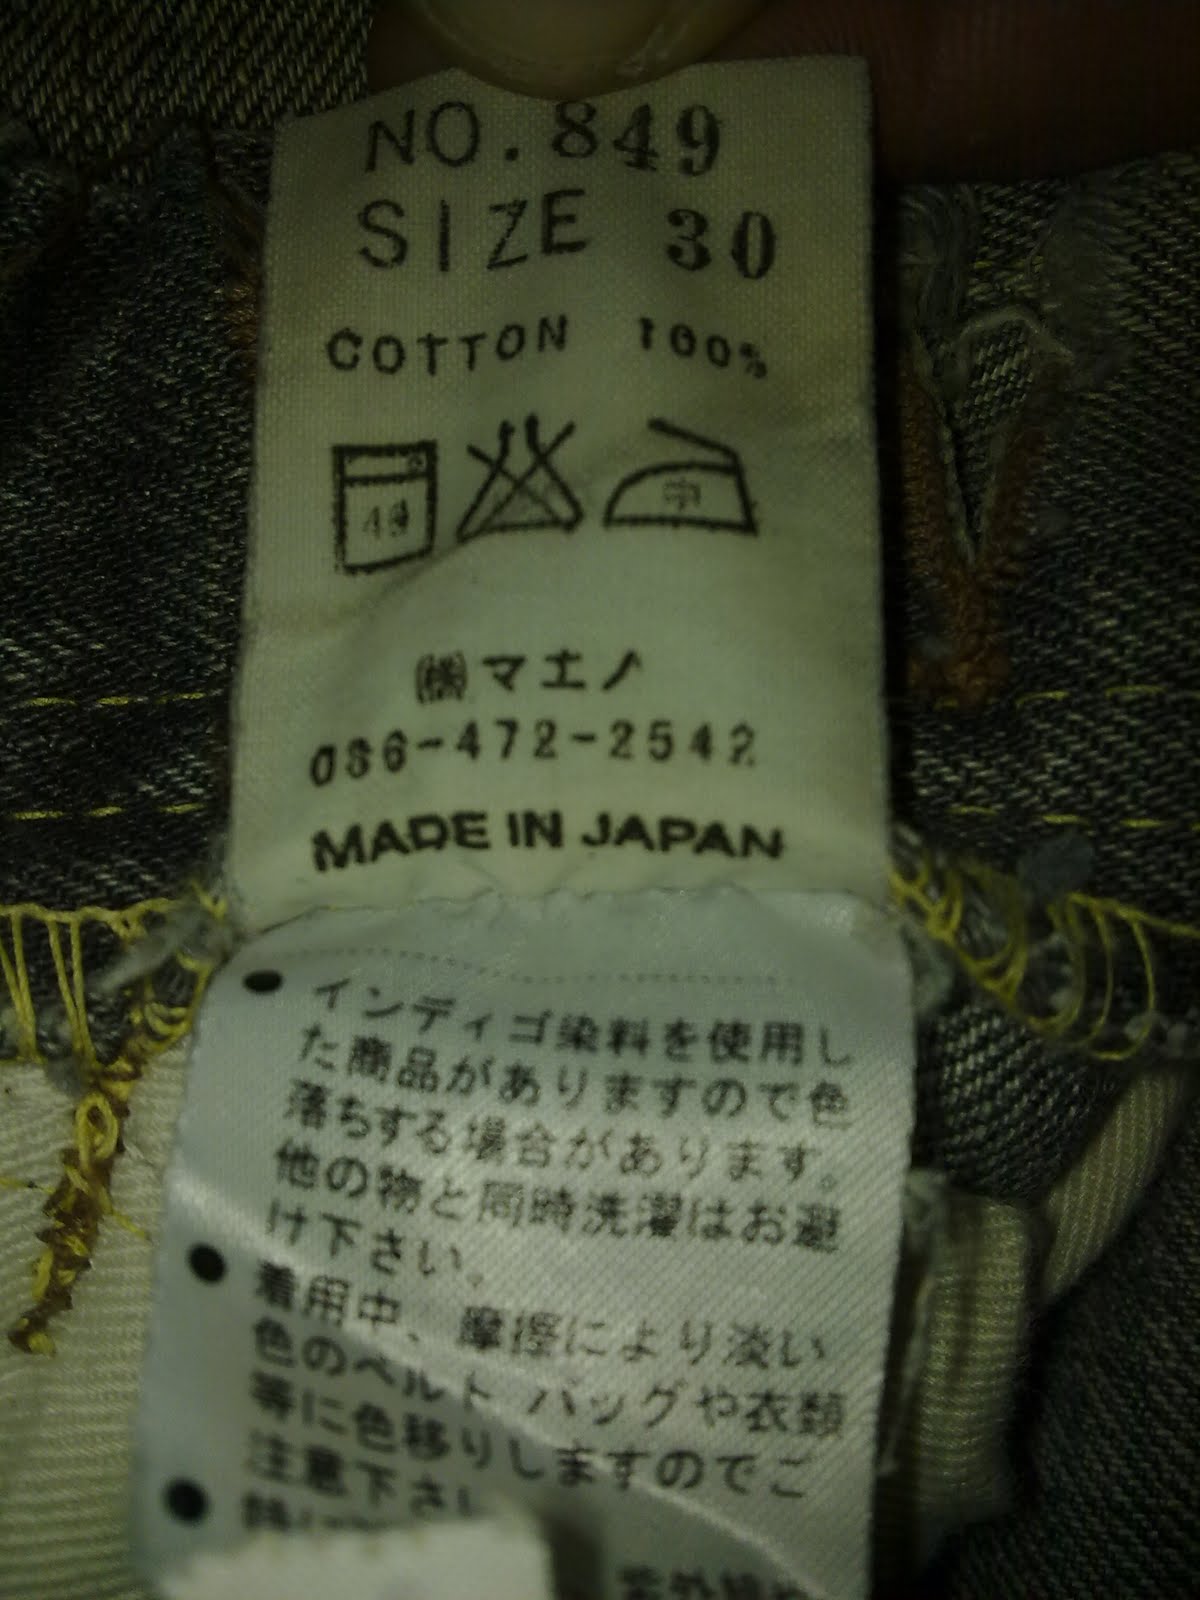 NO.849
SIZE 30
COTTON 100%
40
中
㈱マエノ
086-472-2542
MADE IN JAPAN
● インディゴ染料を使用し
た商品がありますので色
落ちする場合があります。
他の物と同時洗濯はお避
け下さい。
● 着用中、摩擦により淡い
色のベルト バッグや衣類
等に色移りしますのでご
注意下さい